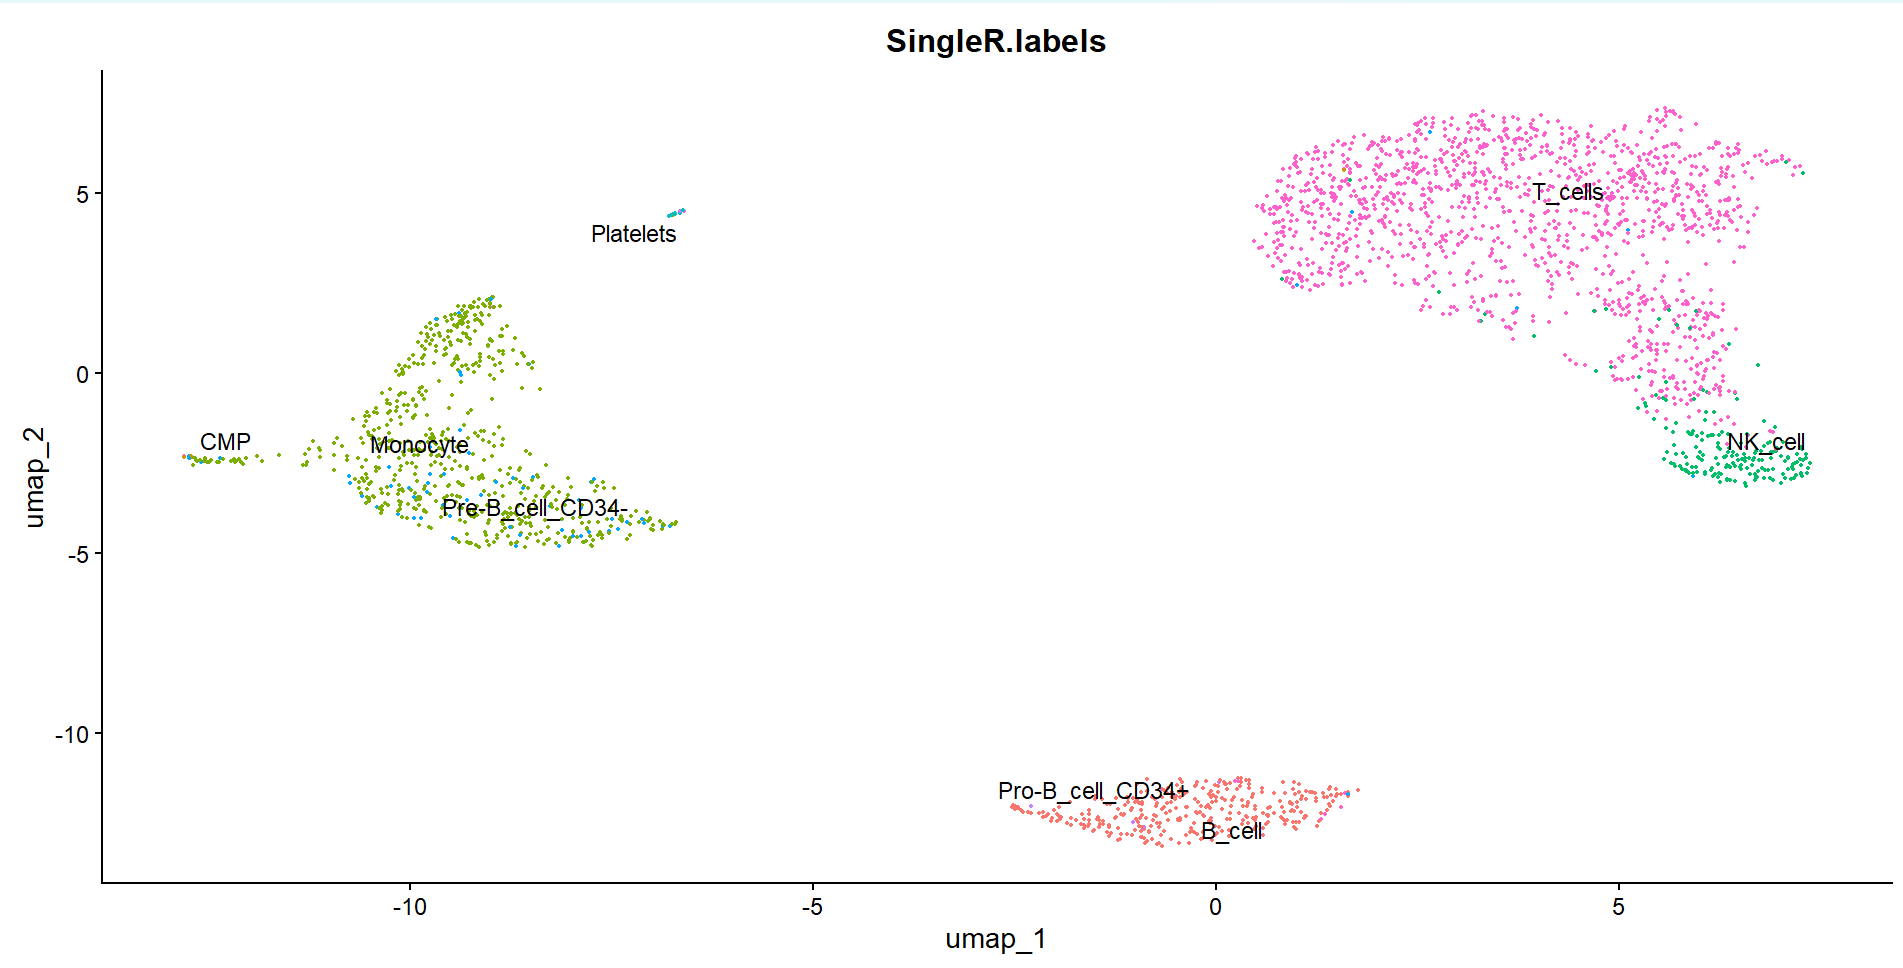 SingleR.labels
umap_2
5
0
-5
-10
T_cells
Platelets
CMP
Monocyte
NK_cell
Pre-B_cell_CD34-
Pro-B_cell_CD34+
B_cell
-10
-5
0
5
umap_1